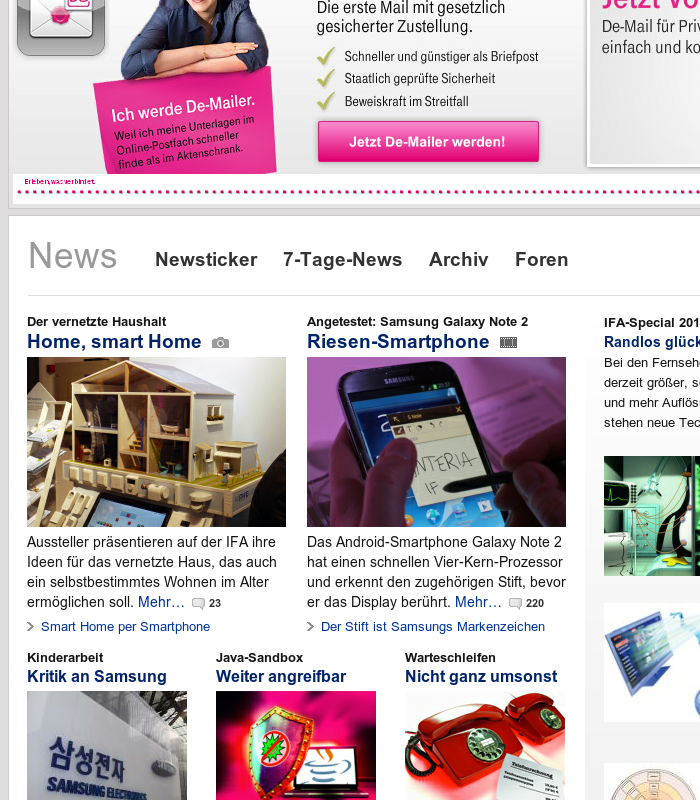 Jetzt Vo
Die erste Mail mit gesetzlich
gesicherter Zustellung.
De-Mail für Priv
einfach und ko
Schneller und günstiger als Briefpost
Staatlich geprüfte Sicherheit
Beweiskraft im Streitfall
Ich werde De-Mailer.
Weil ich meine Unterlagen im
Online-Postfach schneller
finde als im Aktenschrank.
Jetzt De-Mailer werden!
Erleben, was verbindet.
News Newsticker 7-Tage-News Archiv Foren
Der vernetzte Haushalt
Home, smart Home
Aussteller präsentieren auf der IFA ihre
Ideen für das vernetzte Haus, das auch
ein selbstbestimmtes Wohnen im Alter
ermöglichen soll. Mehr… 23
Smart Home per Smartphone
Angetestet: Samsung Galaxy Note 2
Riesen-Smartphone
SAMSUNG
S Note
INTERIA
IF
Das Android-Smartphone Galaxy Note 2
hat einen schnellen Vier-Kern-Prozessor
und erkennt den zugehörigen Stift, bevor
er das Display berührt. Mehr… 220
Der Stift ist Samsungs Markenzeichen
IFA-Special 201
Randlos glück
Bei den Fernsehe
derzeit größer, sc
und mehr Auflös
stehen neue Tec
Kinderarbeit
Kritik an Samsung
삼성전자
SAMSUNG ELECTRONICS
Java-Sandbox
Weiter angreifbar
Java
Warteschleifen
Nicht ganz umsonst
Telefonrechnung